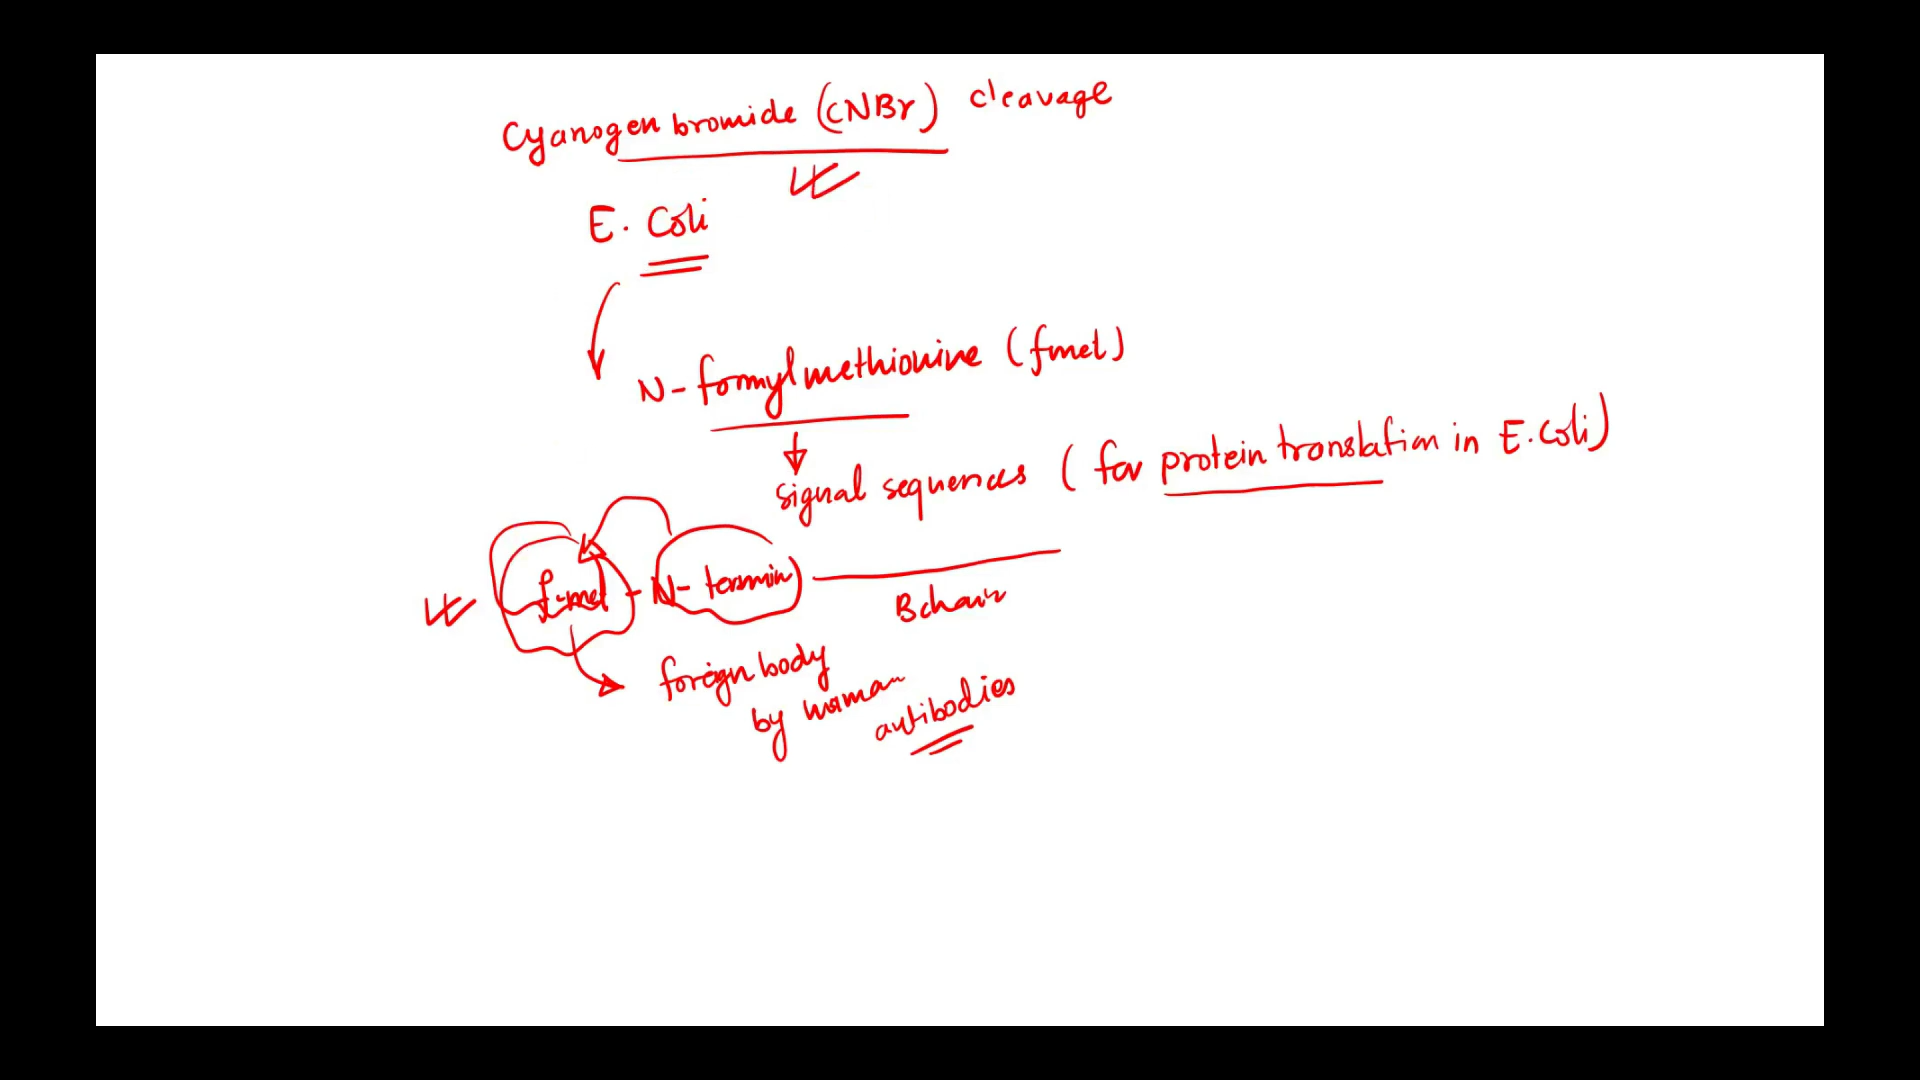 Cyanogen bromide (CNBr) cleavage
E. Coli
N-formylmethionine (fmet)
signal sequences (for protein translation in E.Coli)
f-met - N-termin)
Bchain
foreign body
by human
antibodies